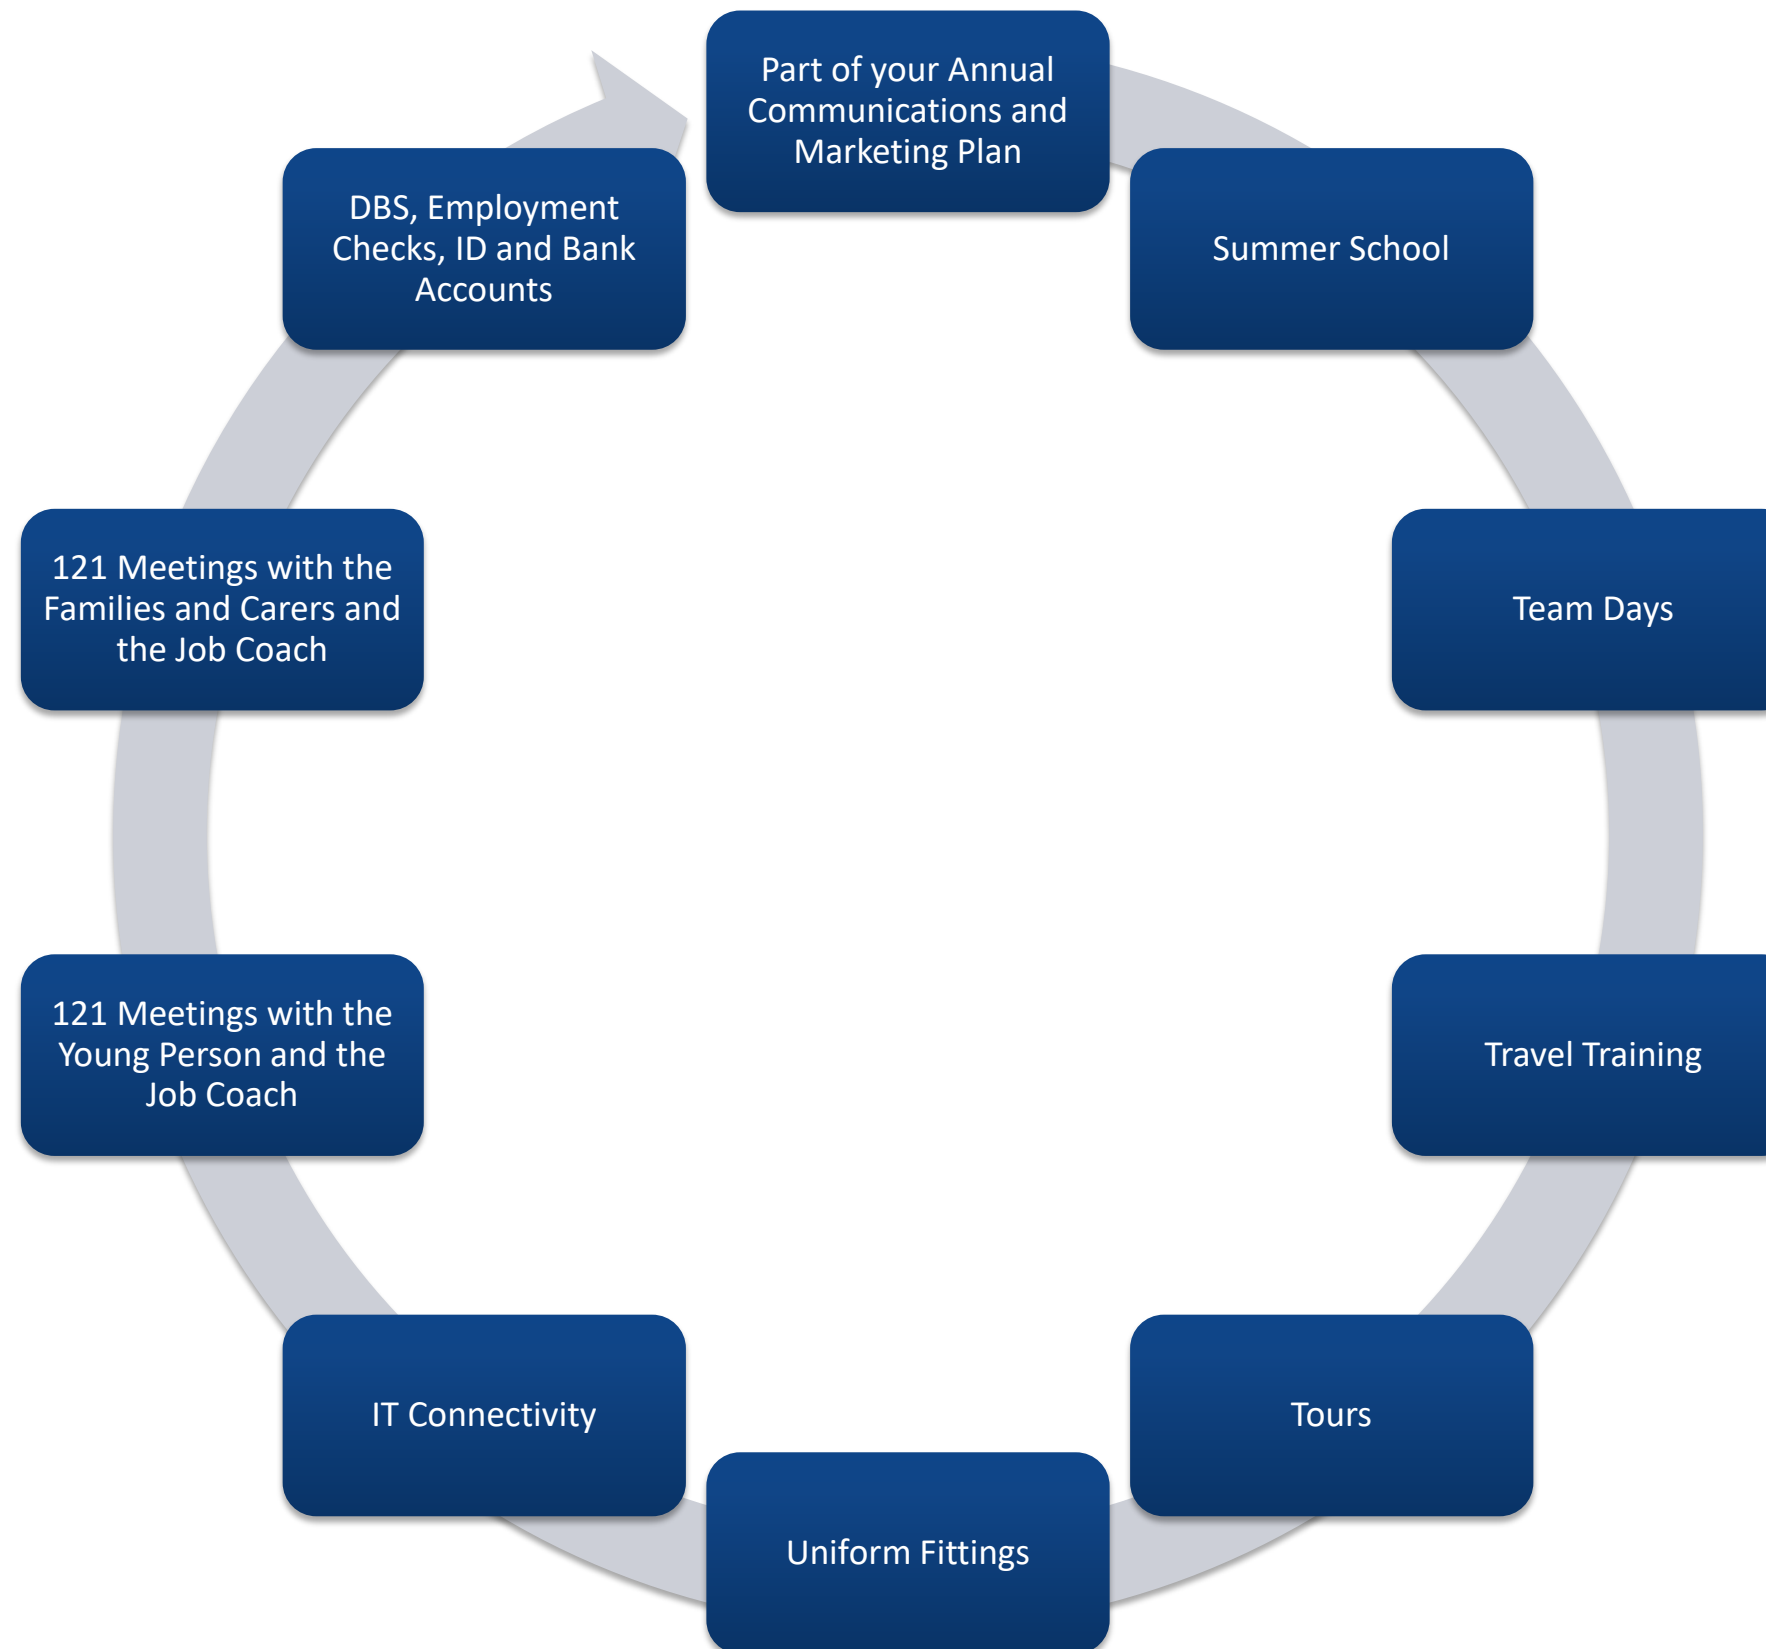 Part of your Annual
Communications and
Marketing Plan
Summer School
Team Days
Travel Training
Tours
Uniform Fittings
IT Connectivity
121 Meetings with the
Young Person and the
Job Coach
121 Meetings with the
Families and Carers and
the Job Coach
DBS, Employment
Checks, ID and Bank
Accounts